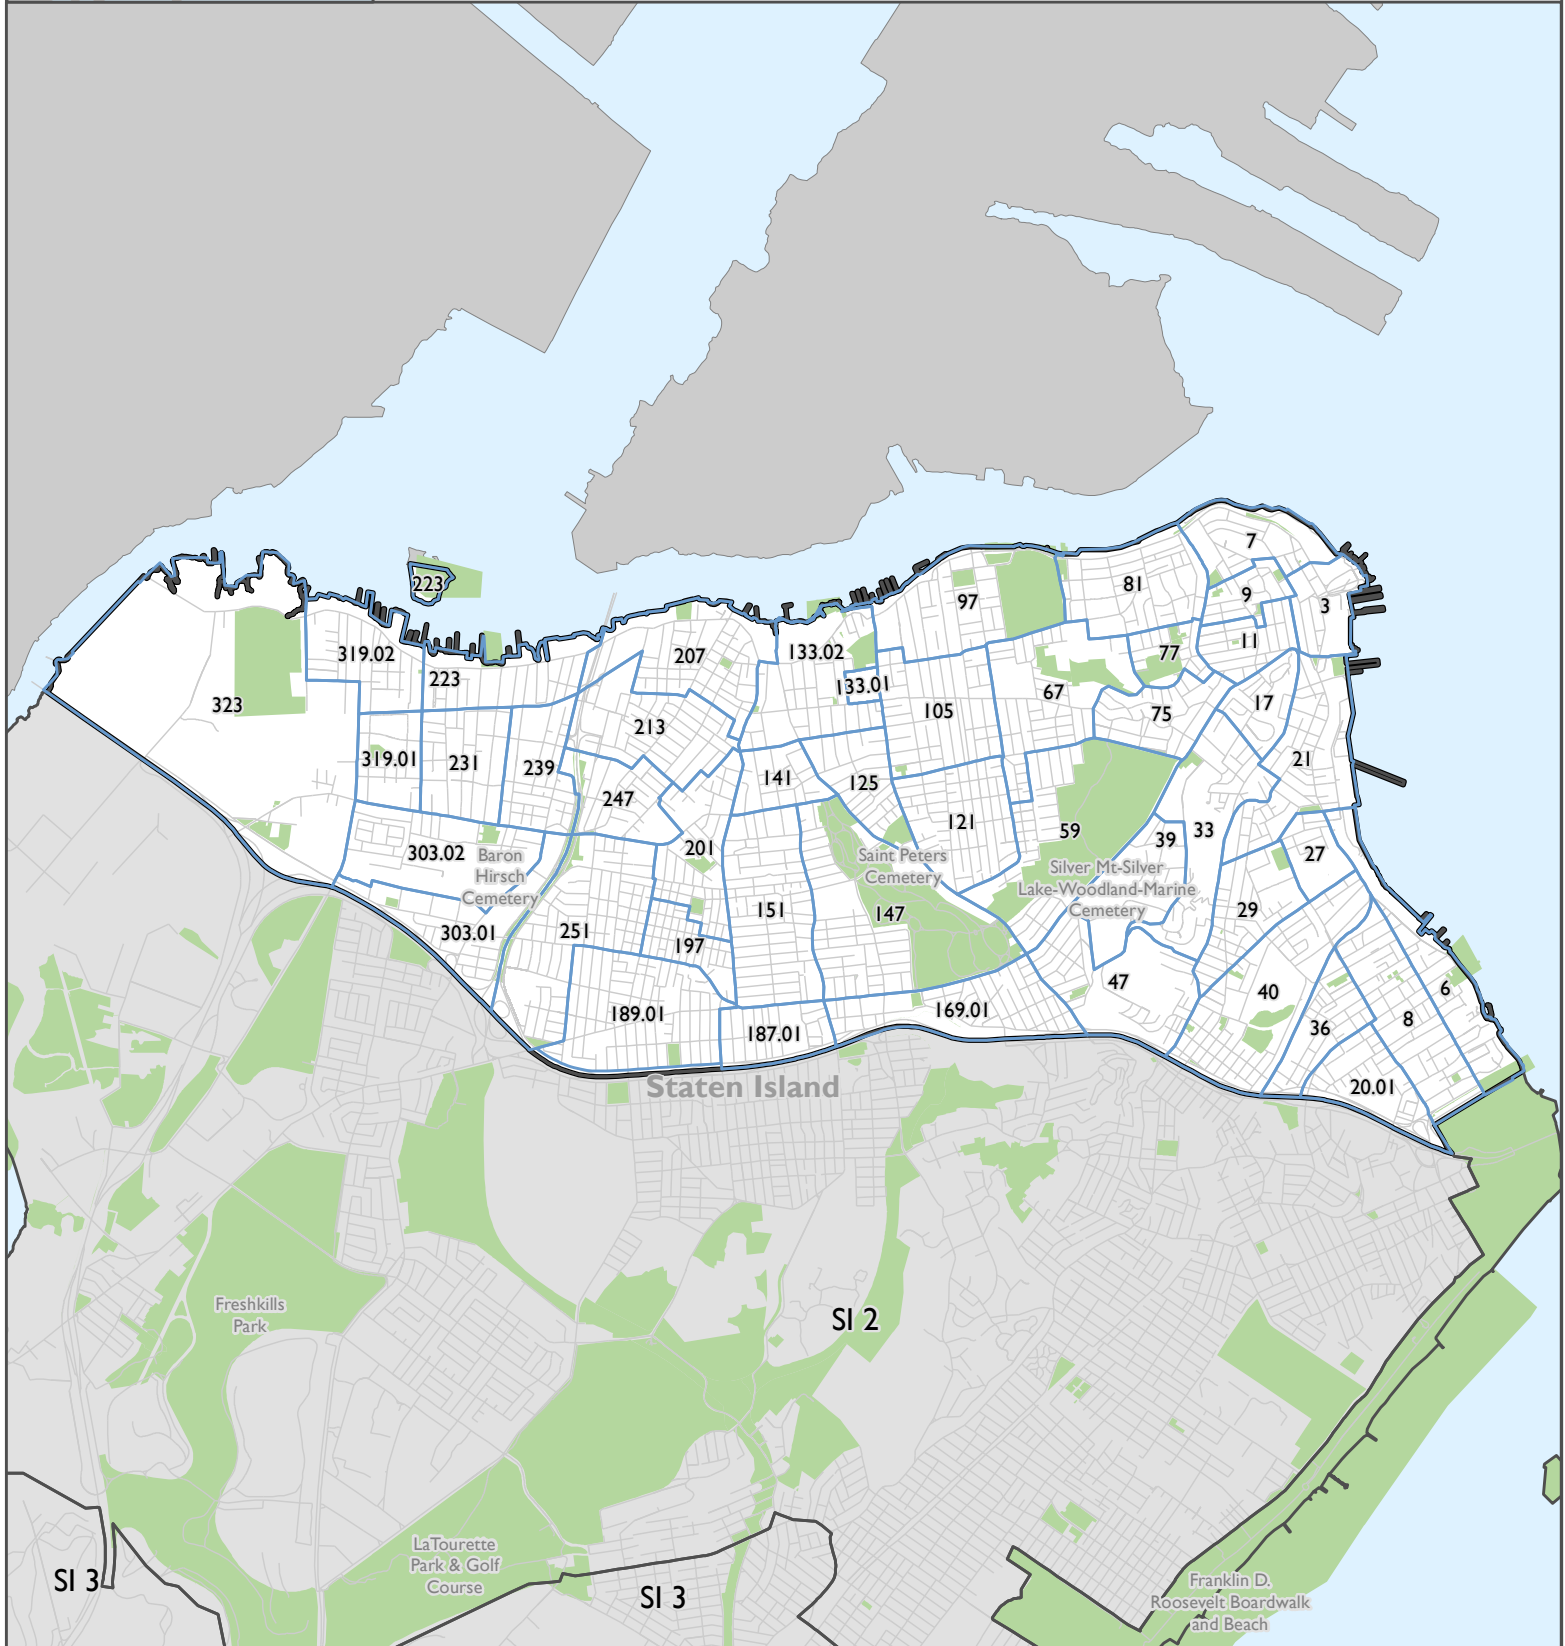 7
223
81
9
97
3
11
319.02
133.02
77
207
223
133.01
67
323
17
105
75
213
319.01
21
231
239
141
125
247
121
33
59
39
201
303.02
27
Baron
Hirsch
Cemetery
Saint Peters
Cemetery
Silver Mt-Silver
Lake-Woodland-Marine
Cemetery
151
147
29
303.01
251
197
47
6
40
189.01
187.01
169.01
8
36
20.01
Staten Island
Freshkills
Park
SI 2
LaTourette
Park & Golf
Course
SI 3
SI 3
Franklin D.
Roosevelt Boardwalk
and Beach